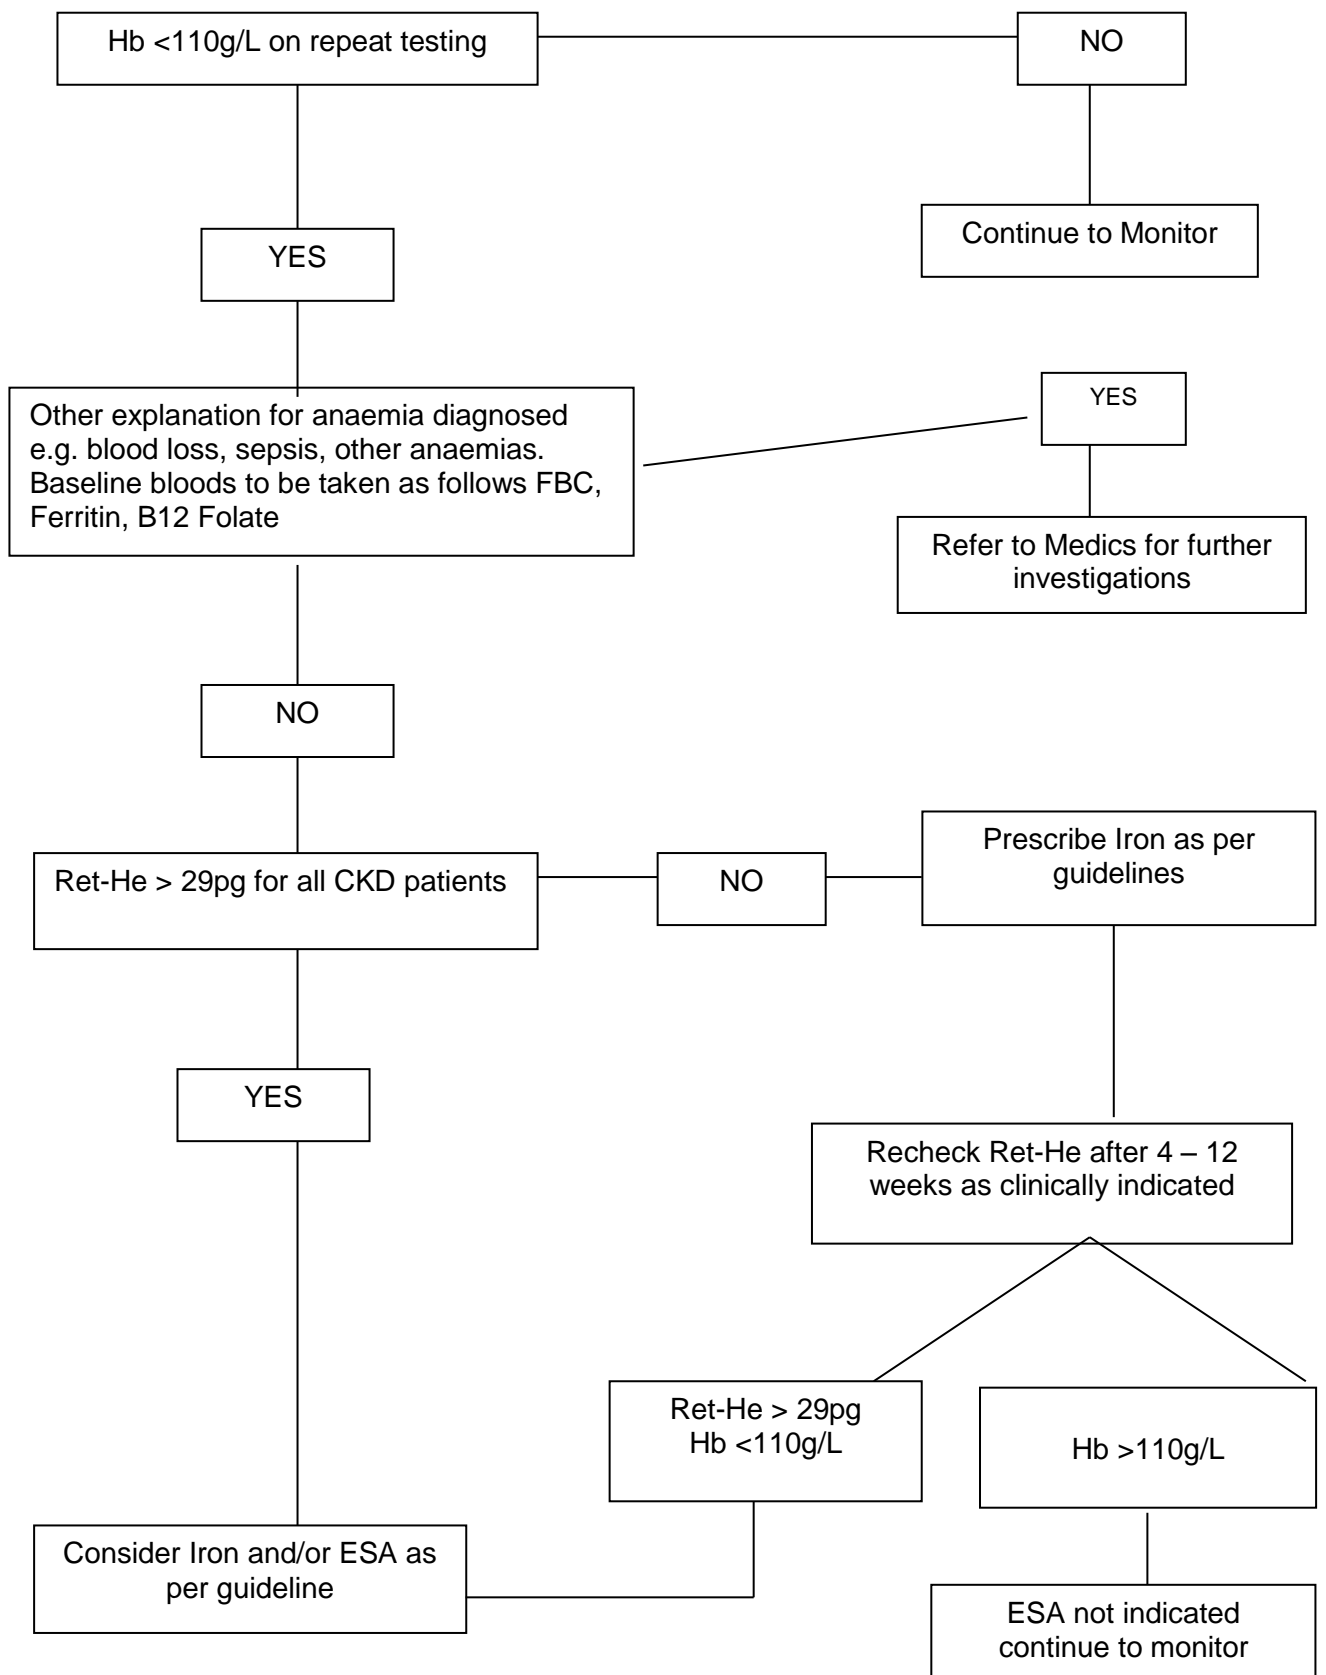 Hb <110g/L on repeat testing
NO
Continue to Monitor
YES
Other explanation for anaemia diagnosed
e.g. blood loss, sepsis, other anaemias.
Baseline bloods to be taken as follows FBC,
Ferritin, B12 Folate
YES
Refer to Medics for further
investigations
NO
Ret-He > 29pg for all CKD patients
NO
Prescribe Iron as per
guidelines
YES
Recheck Ret-He after 4 – 12
weeks as clinically indicated
Ret-He > 29pg
Hb <110g/L
Hb >110g/L
Consider Iron and/or ESA as
per guideline
ESA not indicated
continue to monitor